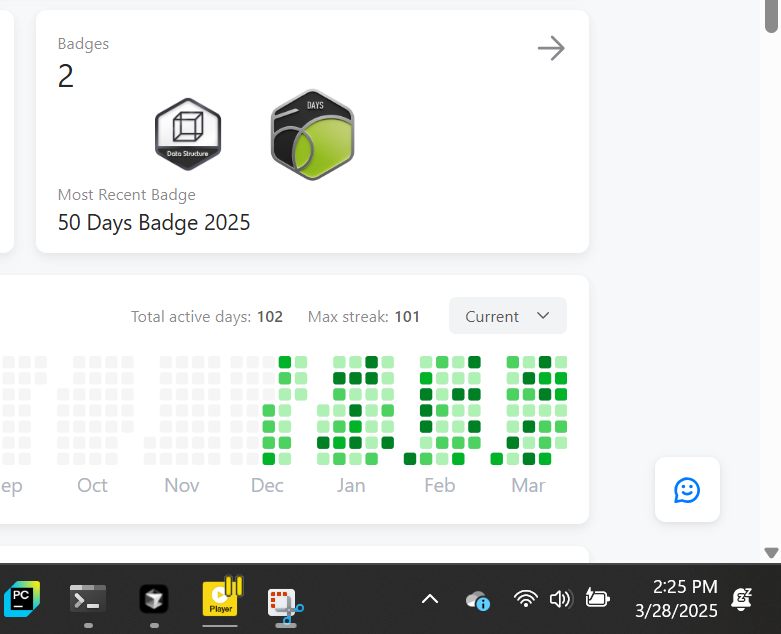 Badges
2
DAYS
Data Structure
Most Recent Badge
50 Days Badge 2025
Total active days: 102 Max streak: 101 Current
ep Oct Nov Dec Jan Feb Mar
PC
Player
2:25 PM
3/28/2025